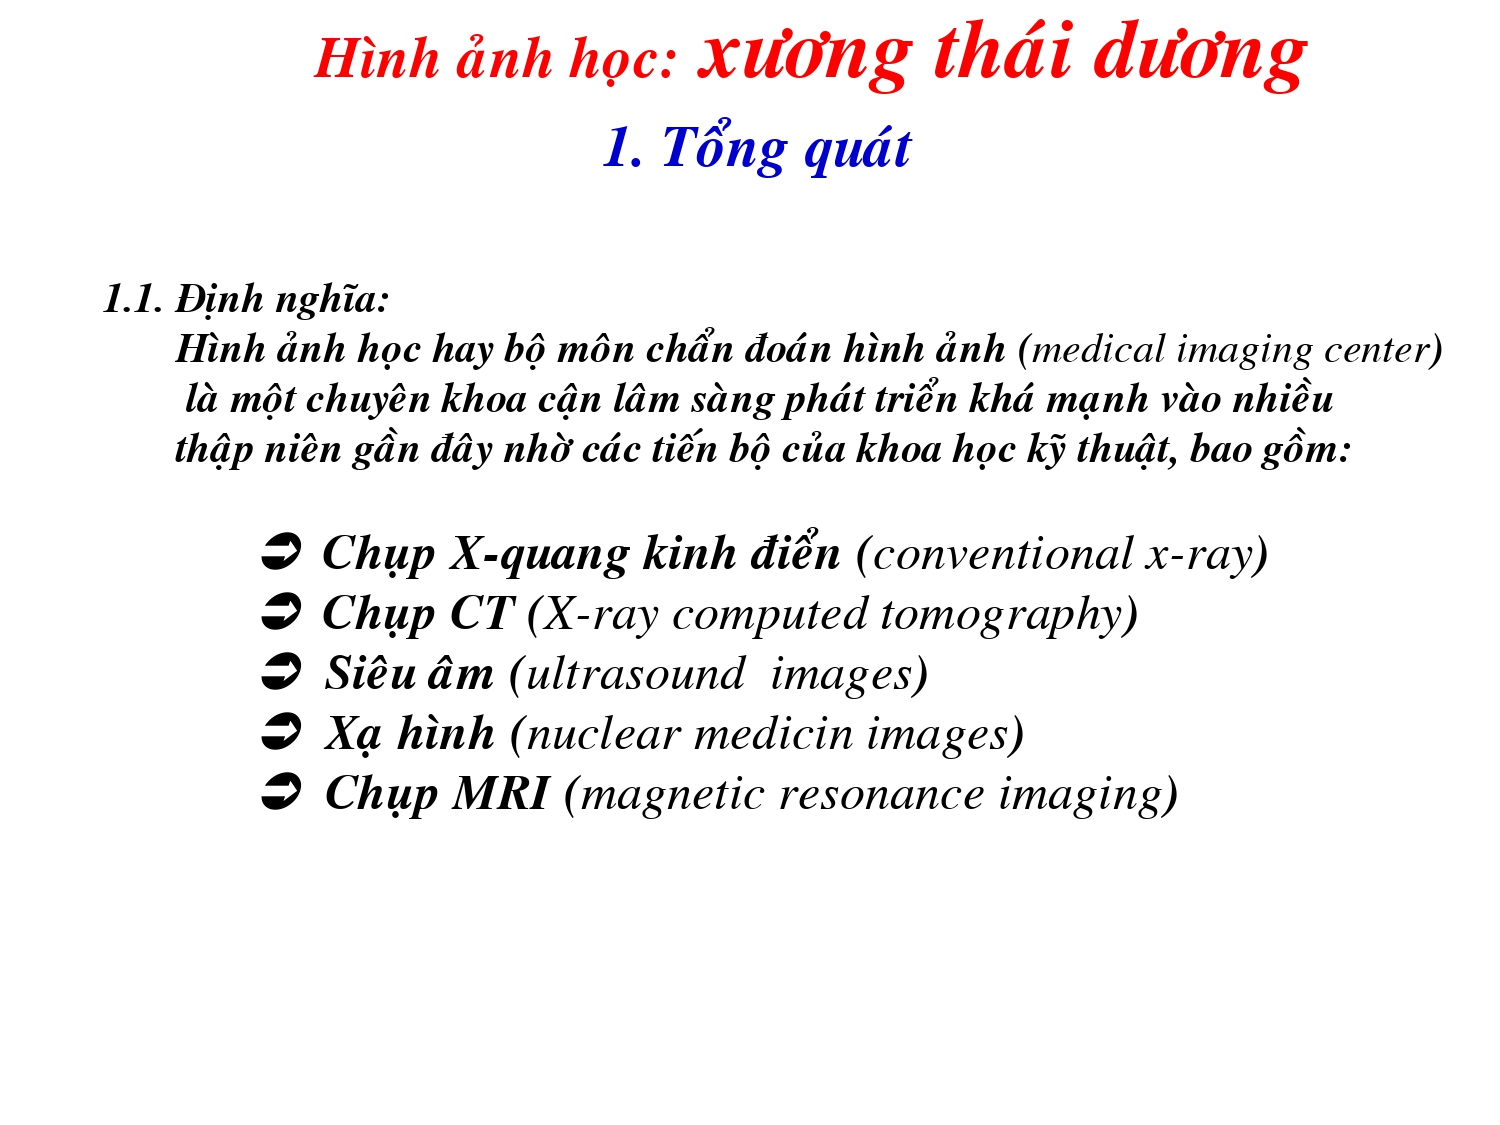 Hình ảnh học: xương thái dương
1. Tổng quát
1.1. Định nghĩa:
Hình ảnh học hay bộ môn chẩn đoán hình ảnh (medical imaging center)
là một chuyên khoa cận lâm sàng phát triển khá mạnh vào nhiều
thập niên gần đây nhờ các tiến bộ của khoa học kỹ thuật, bao gồm:
➲ Chụp X-quang kinh điển (conventional x-ray)
➲ Chụp CT (X-ray computed tomography)
➲ Siêu âm (ultrasound images)
➲ Xạ hình (nuclear medicin images)
➲ Chụp MRI (magnetic resonance imaging)